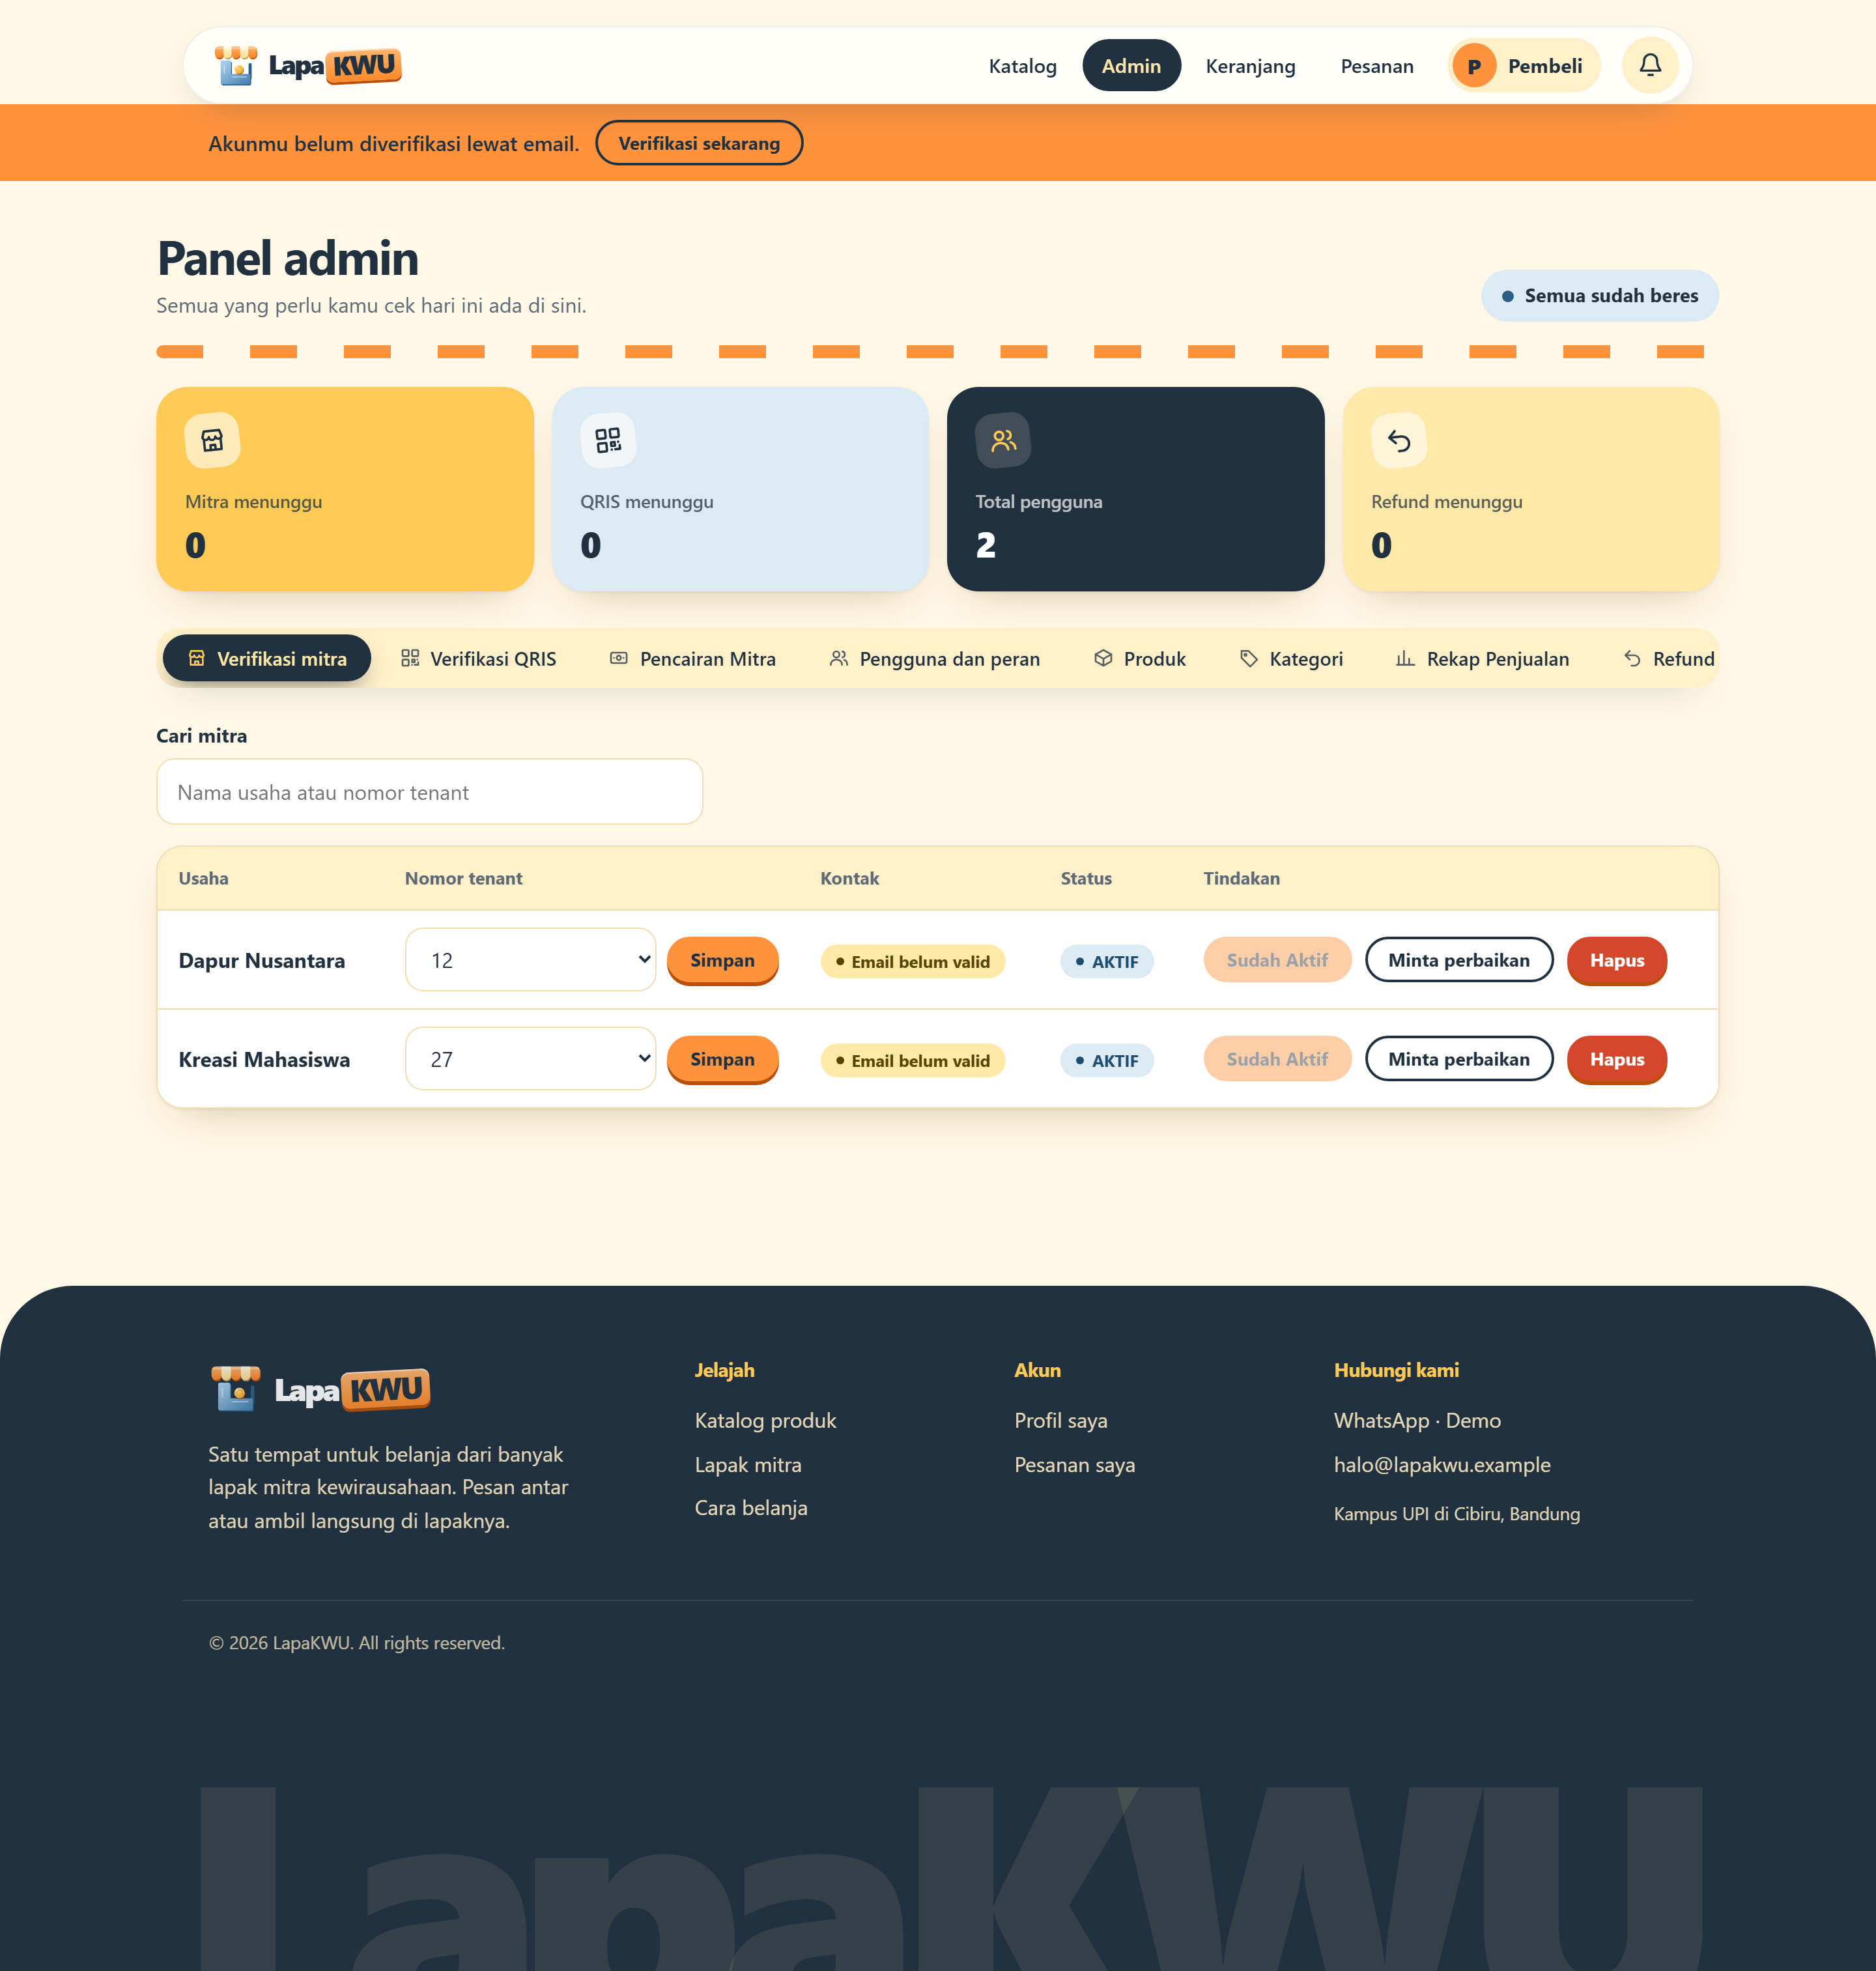 LapaKWU
Katalog
Admin
Keranjang
Pesanan
P
Pembeli
Akunmu belum diverifikasi lewat email.
Verifikasi sekarang
Panel admin
Semua yang perlu kamu cek hari ini ada di sini.
Semua sudah beres
Mitra menunggu
0
QRIS menunggu
0
Total pengguna
2
Refund menunggu
0
Verifikasi mitra
Verifikasi QRIS
Pencairan Mitra
Pengguna dan peran
Produk
Kategori
Rekap Penjualan
Refund
Cari mitra
Nama usaha atau nomor tenant
Usaha Nomor tenant Kontak Status Tindakan
Dapur Nusantara 12 Simpan Email belum valid AKTIF Sudah Aktif Minta perbaikan Hapus
Kreasi Mahasiswa 27 Simpan Email belum valid AKTIF Sudah Aktif Minta perbaikan Hapus
LapaKWU
Satu tempat untuk belanja dari banyak
lapak mitra kewirausahaan. Pesan antar
atau ambil langsung di lapaknya.
Jelajah
Katalog produk
Lapak mitra
Cara belanja
Akun
Profil saya
Pesanan saya
Hubungi kami
WhatsApp · Demo
halo@lapakwu.example
Kampus UPI di Cibiru, Bandung
© 2026 LapaKWU. All rights reserved.
LapaKWU